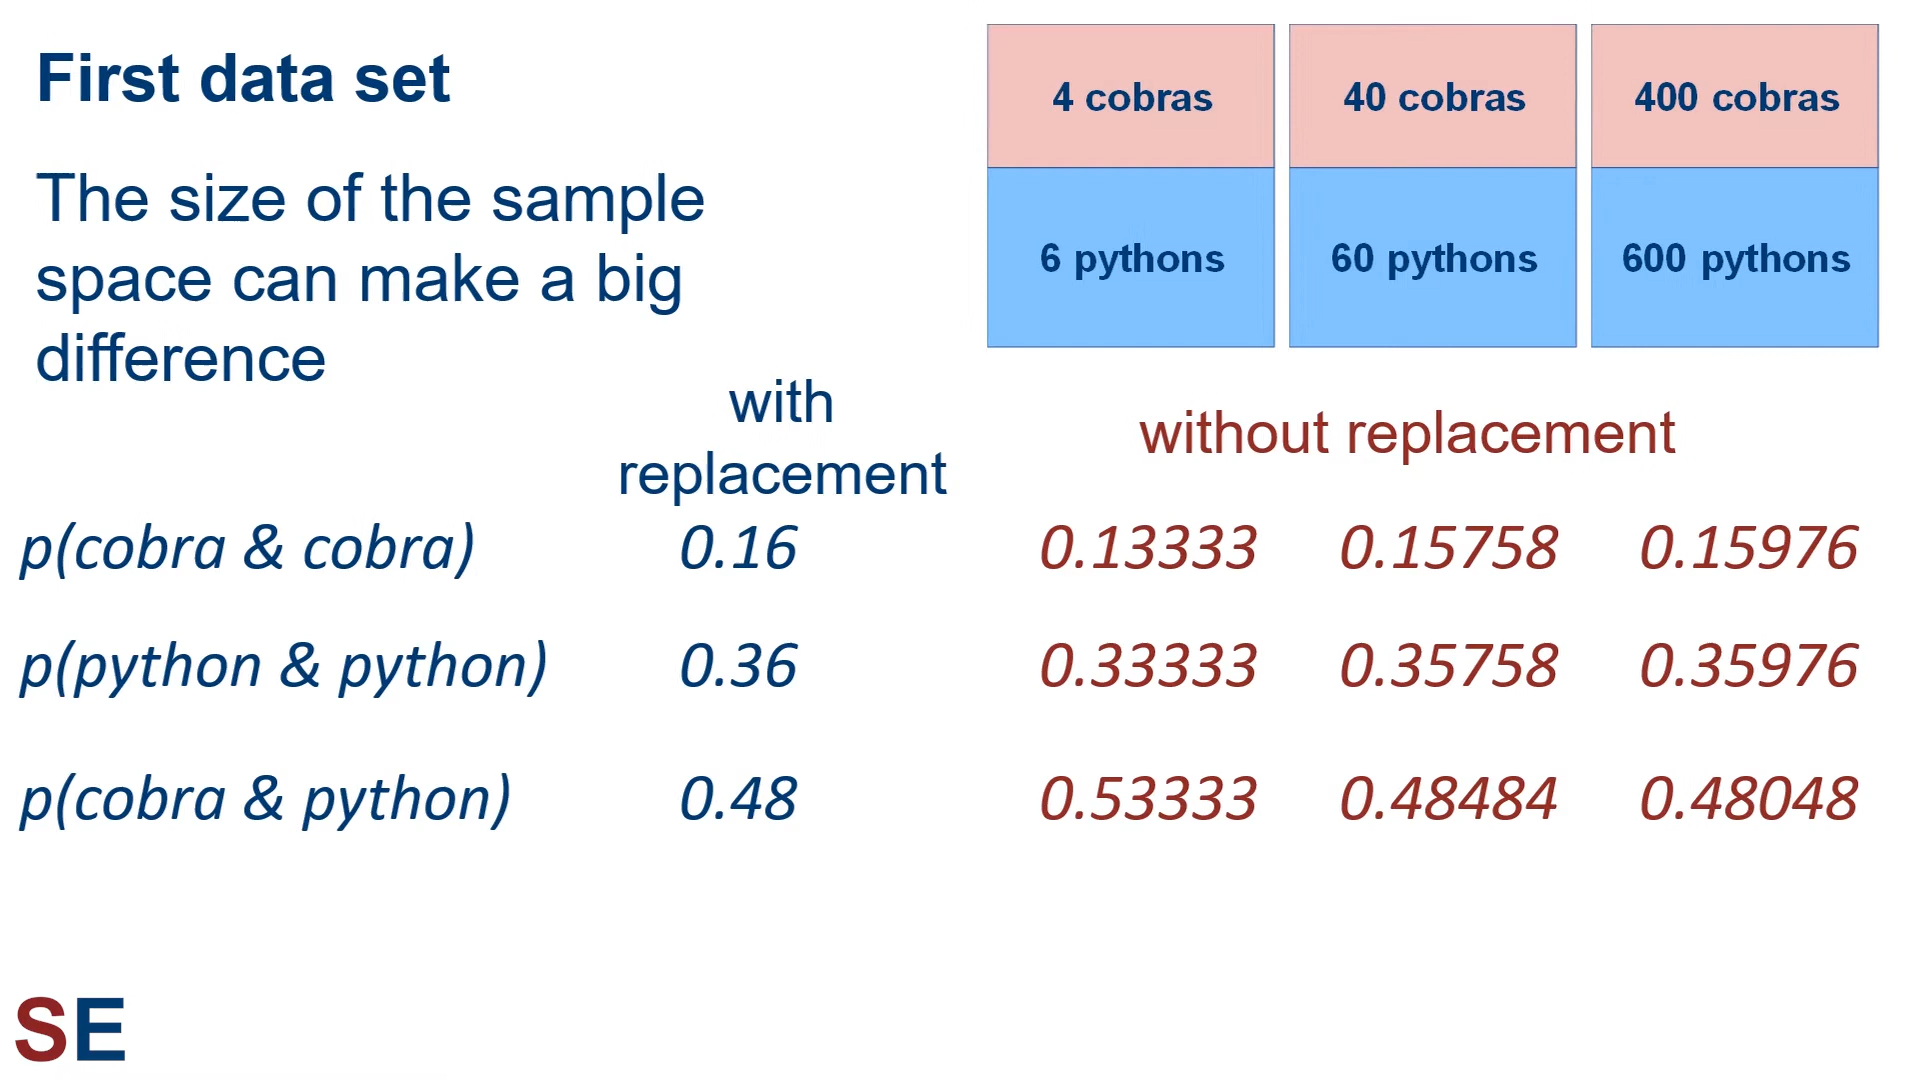 First data set
The size of the sample
space can make a big
difference
4 cobras 40 cobras 400 cobras
6 pythons 60 pythons 600 pythons
with
replacement
without replacement
p(cobra & cobra) 0.16 0.13333 0.15758 0.15976
p(python & python) 0.36 0.33333 0.35758 0.35976
p(cobra & python) 0.48 0.53333 0.48484 0.48048
SE